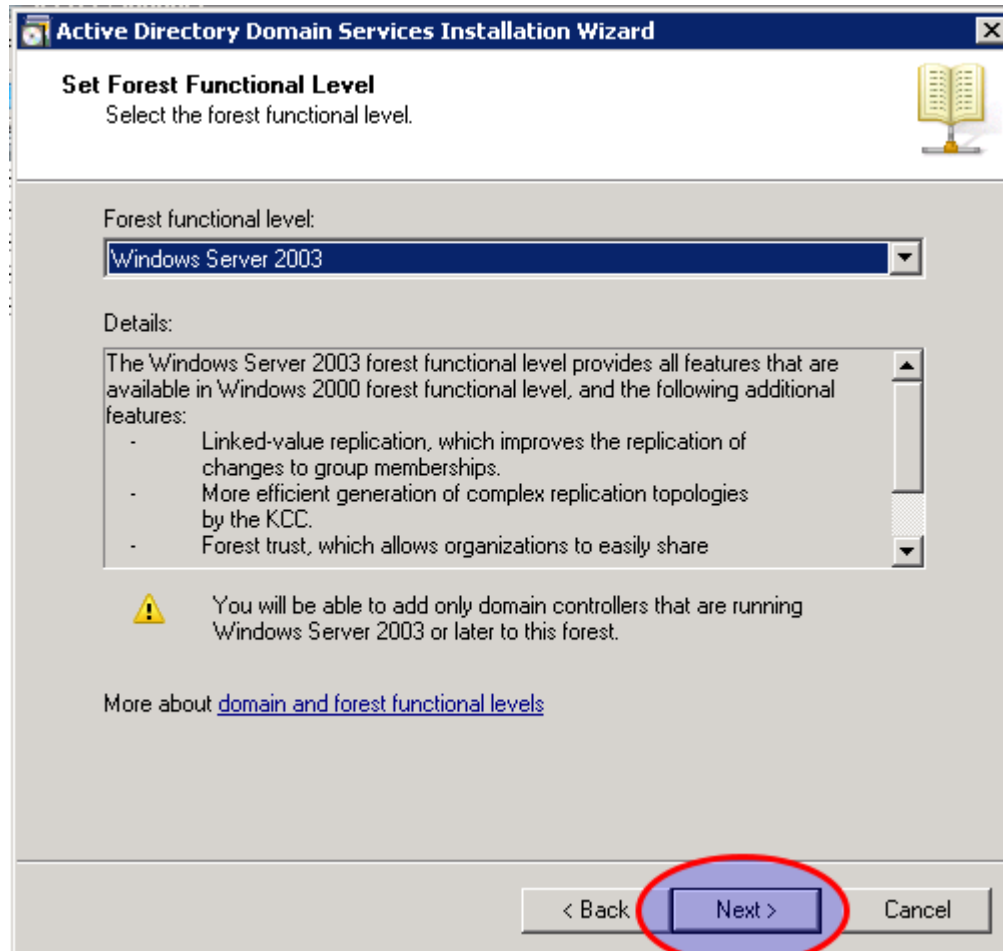 Active Directory Domain Services Installation Wizard
Set Forest Functional Level
Select the forest functional level.
Forest functional level:
Windows Server 2003
Details:
The Windows Server 2003 forest functional level provides all features that are
available in Windows 2000 forest functional level, and the following additional
features:
- Linked-value replication, which improves the replication of
changes to group memberships.
- More efficient generation of complex replication topologies
by the KCC.
- Forest trust, which allows organizations to easily share
You will be able to add only domain controllers that are running
Windows Server 2003 or later to this forest.
More about domain and forest functional levels
< Back Next > Cancel